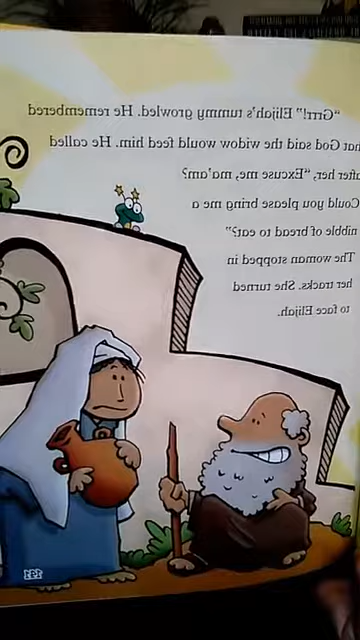 “Grrr!” Elijah’s tummy growled. He remembered
that God said the widow would feed him. He called
after her, “Excuse me, ma’am?
Could you please bring me a
nibble of bread to eat?”
The woman stopped in
her tracks. She turned
to face Elijah.